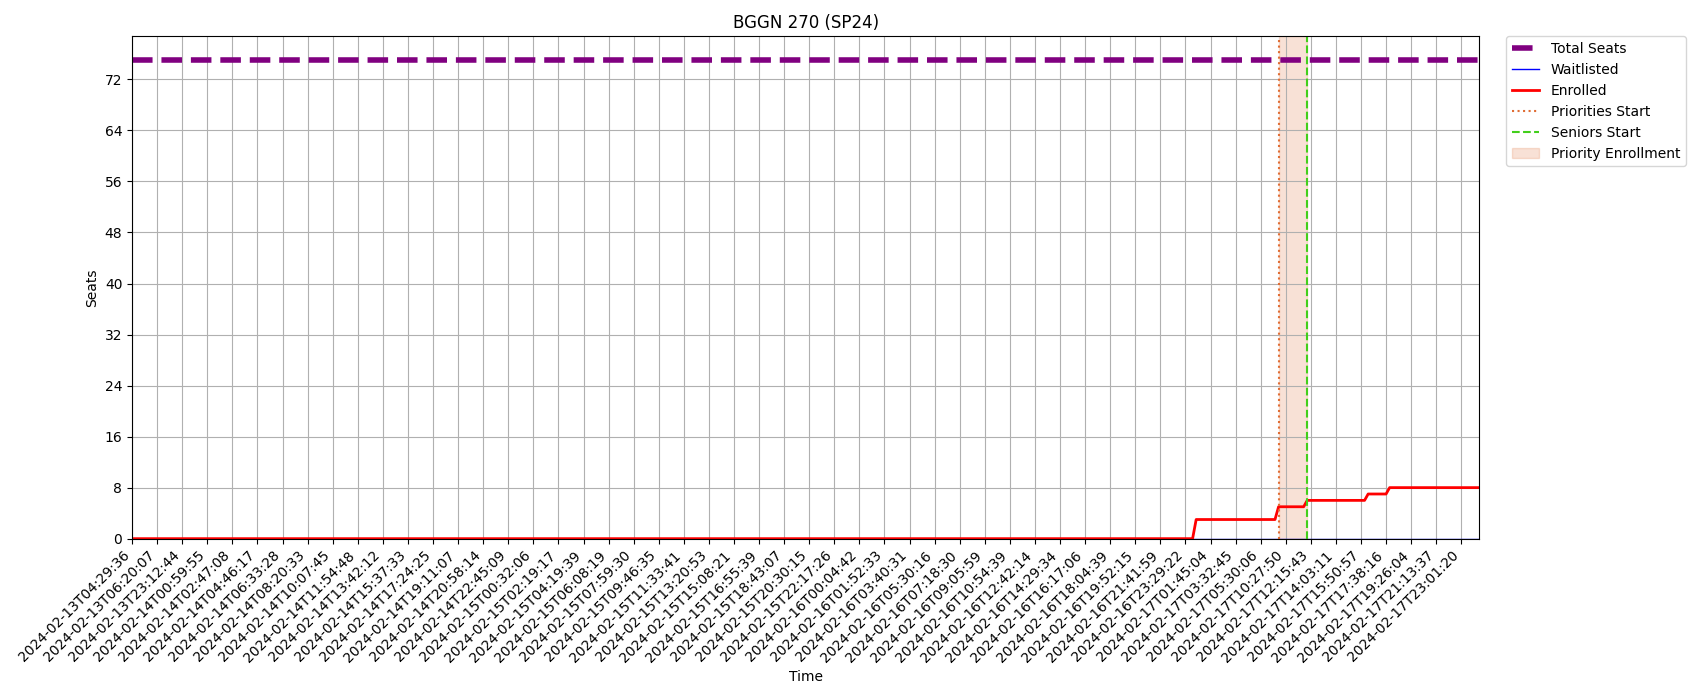 BGGN 270 (SP24)
Total Seats
Waitlisted
Enrolled
Priorities Start
Seniors Start
Priority Enrollment
Seats
72
64
56
48
40
32
24
16
8
0
2024-02-13T04:29:36
2024-02-13T06:20:07
2024-02-13T23:12:44
2024-02-14T00:59:55
2024-02-14T02:47:08
2024-02-14T04:46:17
2024-02-14T06:33:28
2024-02-14T08:20:33
2024-02-14T10:07:45
2024-02-14T11:54:48
2024-02-14T13:42:12
2024-02-14T15:37:33
2024-02-14T17:24:25
2024-02-14T19:11:07
2024-02-14T20:58:14
2024-02-14T22:45:09
2024-02-15T00:32:06
2024-02-15T02:19:17
2024-02-15T04:19:39
2024-02-15T06:08:19
2024-02-15T07:59:30
2024-02-15T09:46:35
2024-02-15T11:33:41
2024-02-15T13:20:53
2024-02-15T15:08:21
2024-02-15T16:55:39
2024-02-15T18:43:07
2024-02-15T20:30:15
2024-02-15T22:17:26
2024-02-16T00:04:42
2024-02-16T01:52:33
2024-02-16T03:40:31
2024-02-16T05:30:16
2024-02-16T07:18:30
2024-02-16T09:05:59
2024-02-16T10:54:39
2024-02-16T12:42:14
2024-02-16T14:29:34
2024-02-16T16:17:06
2024-02-16T18:04:39
2024-02-16T19:52:15
2024-02-16T21:41:59
2024-02-16T23:29:22
2024-02-17T01:45:04
2024-02-17T03:32:45
2024-02-17T05:30:06
2024-02-17T10:27:50
2024-02-17T12:15:43
2024-02-17T14:03:11
2024-02-17T15:50:57
2024-02-17T17:38:16
2024-02-17T19:26:04
2024-02-17T21:13:37
2024-02-17T23:01:20
Time